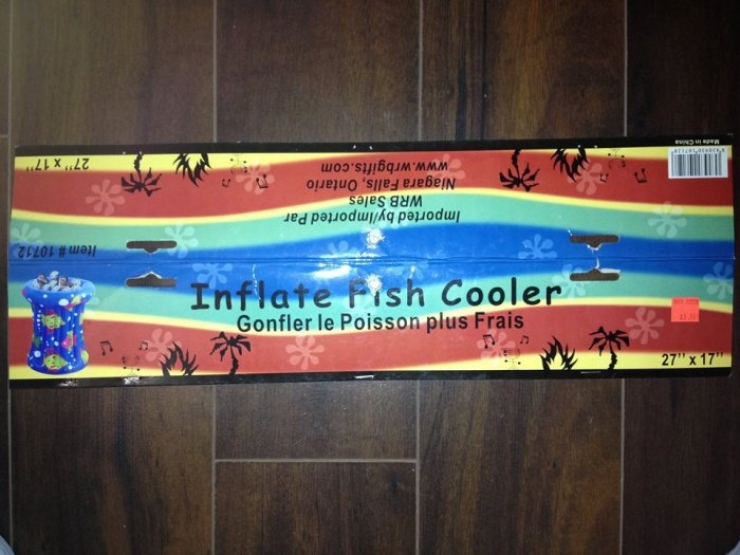 Inflate Fish Cooler
Gonfler le Poisson plus Frais
27" x 17"
Item # 10712
Imported by/Imported Par
WRB Sales
Niagara Falls, Ontario
www.wrbgifts.com
27" x 17"
Made in China